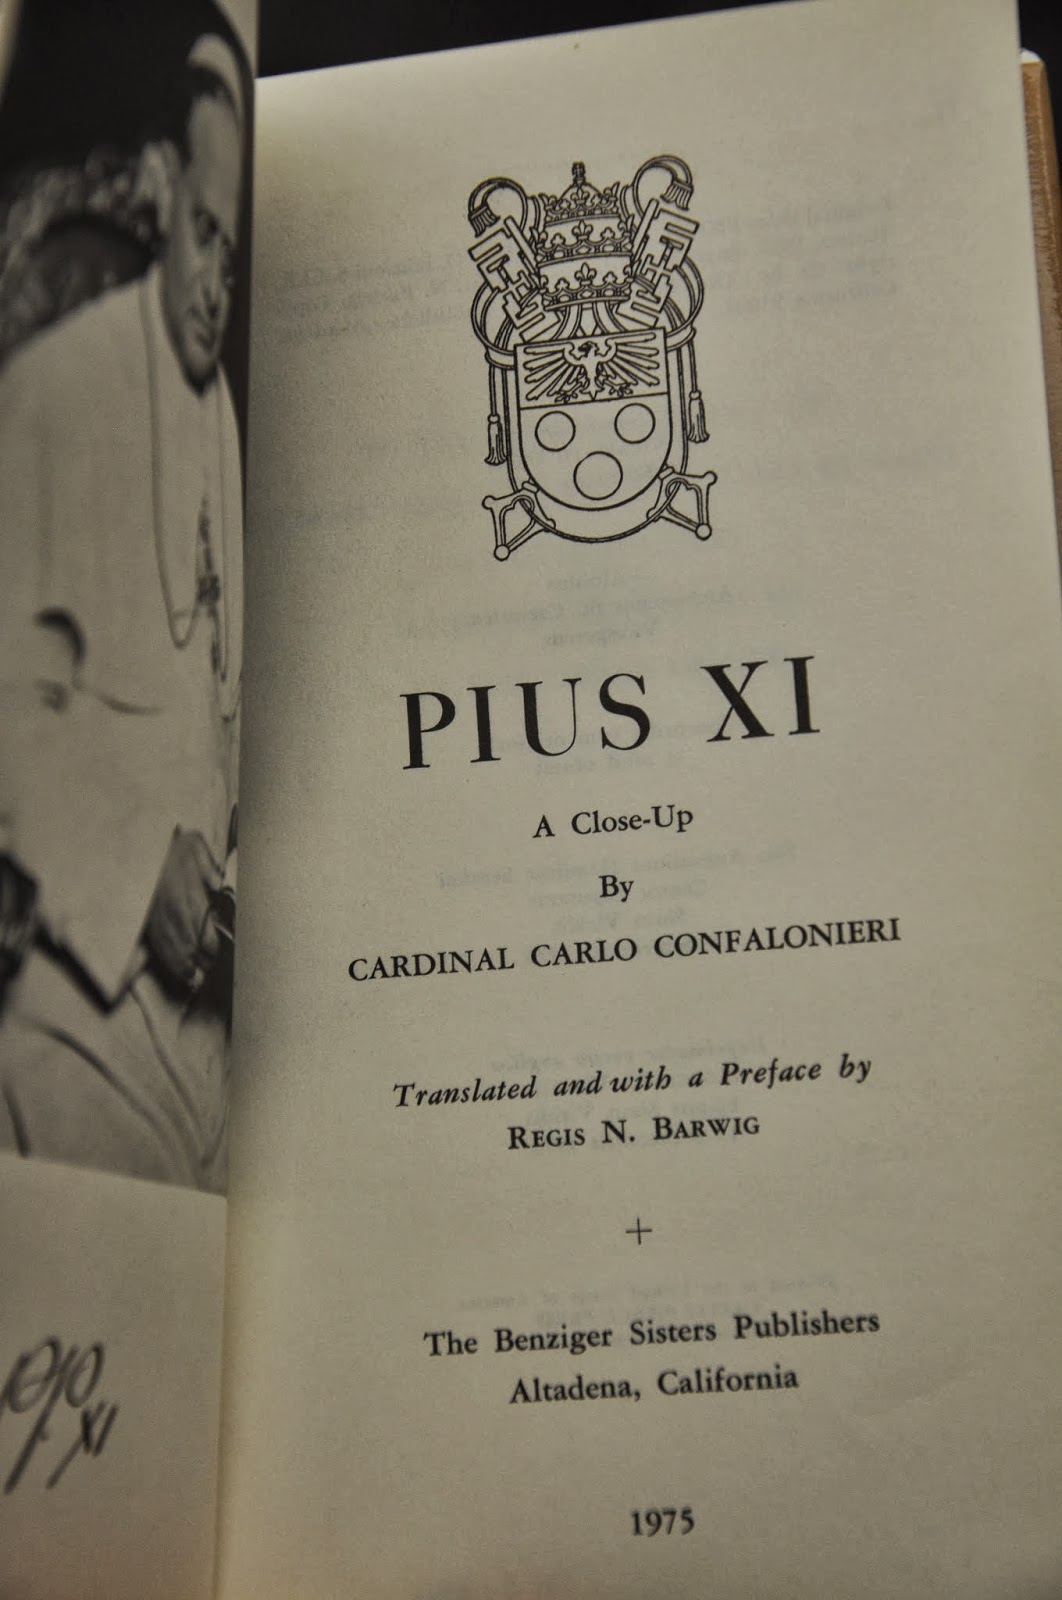 PIUS XI
A Close-Up
By
CARDINAL CARLO CONFALONIERI
Translated and with a Preface by
REGIS N. BARWIG
+
The Benziger Sisters Publishers
Altadena, California
1975
XI